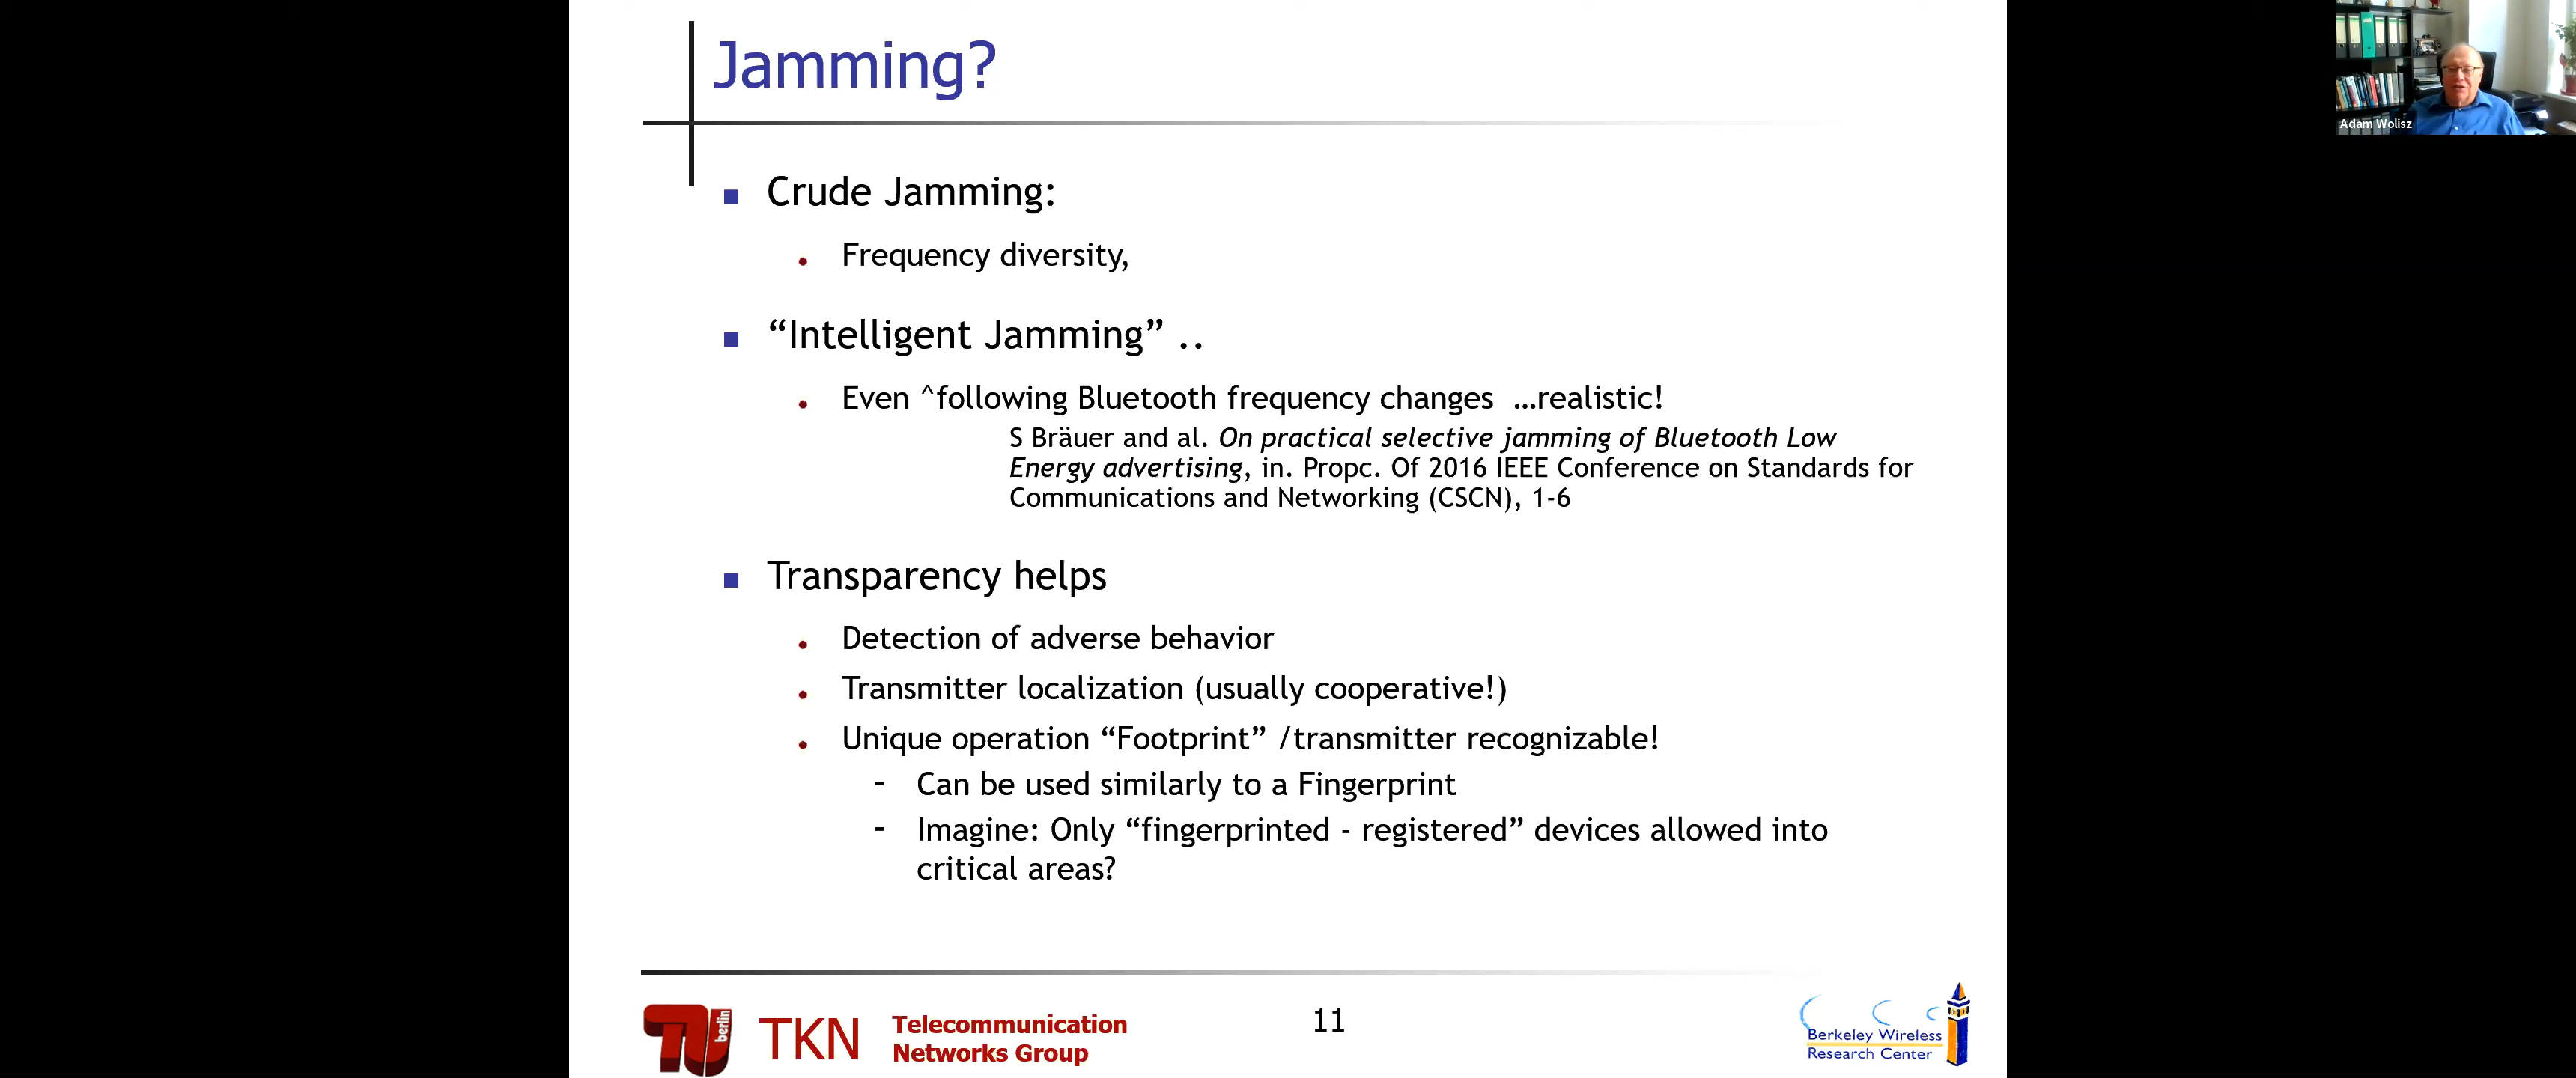 Jamming?
Adam Wolisz
Crude Jamming:
Frequency diversity,
“Intelligent Jamming” ..
Even ^following Bluetooth frequency changes …realistic!
S Bräuer and al. On practical selective jamming of Bluetooth Low
Energy advertising, in. Propc. Of 2016 IEEE Conference on Standards for
Communications and Networking (CSCN), 1-6
Transparency helps
Detection of adverse behavior
Transmitter localization (usually cooperative!)
Unique operation “Footprint” /transmitter recognizable!
- Can be used similarly to a Fingerprint
- Imagine: Only “fingerprinted - registered” devices allowed into
critical areas?
berlin
TKN
Telecommunication
Networks Group
11
Berkeley Wireless
Research Center